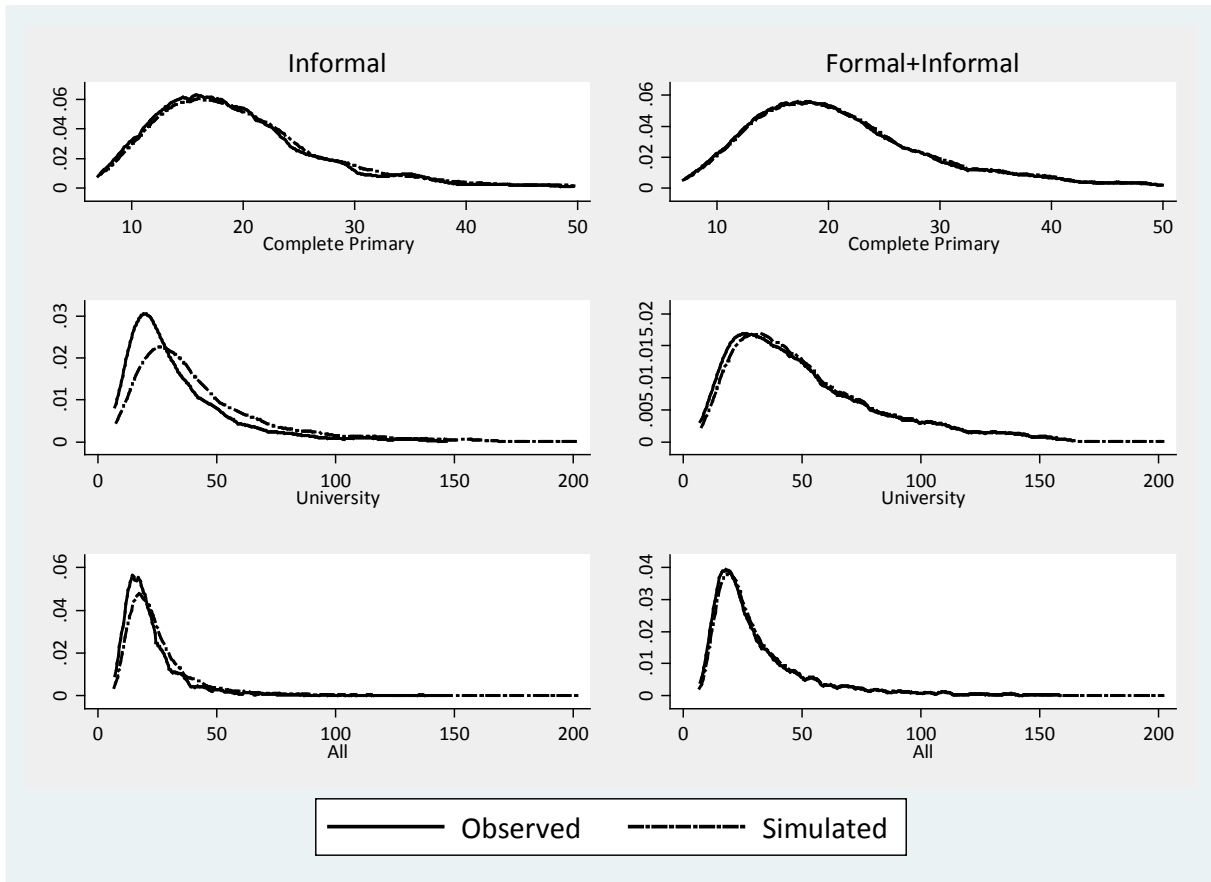 Informal
Formal+Informal
0 .02 .04 .06
10 20 30 40 50
Complete Primary
0 .02 .04 .06
10 20 30 40 50
Complete Primary
0 .01 .02 .03
0 50 100 150 200
University
0 .005 .01 .015 .02
0 50 100 150 200
University
0 .02 .04 .06
0 50 100 150 200
All
0 .01 .02 .03 .04
0 50 100 150 200
All
Observed Simulated